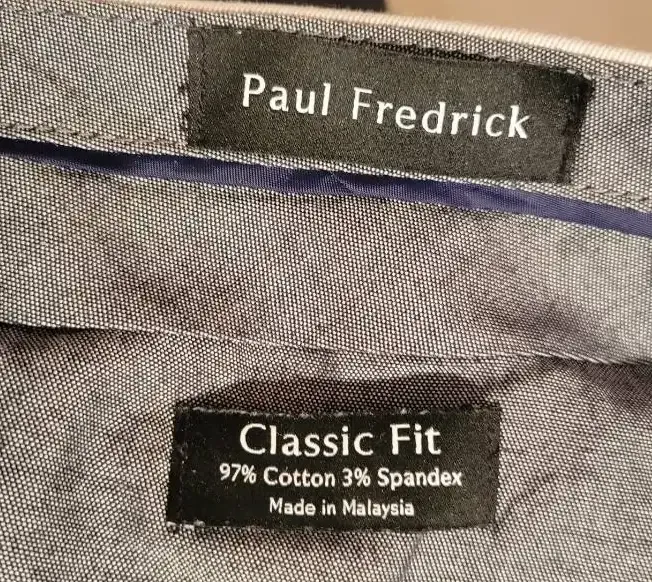 Paul Fredrick
Classic Fit
97% Cotton 3% Spandex
Made in Malaysia